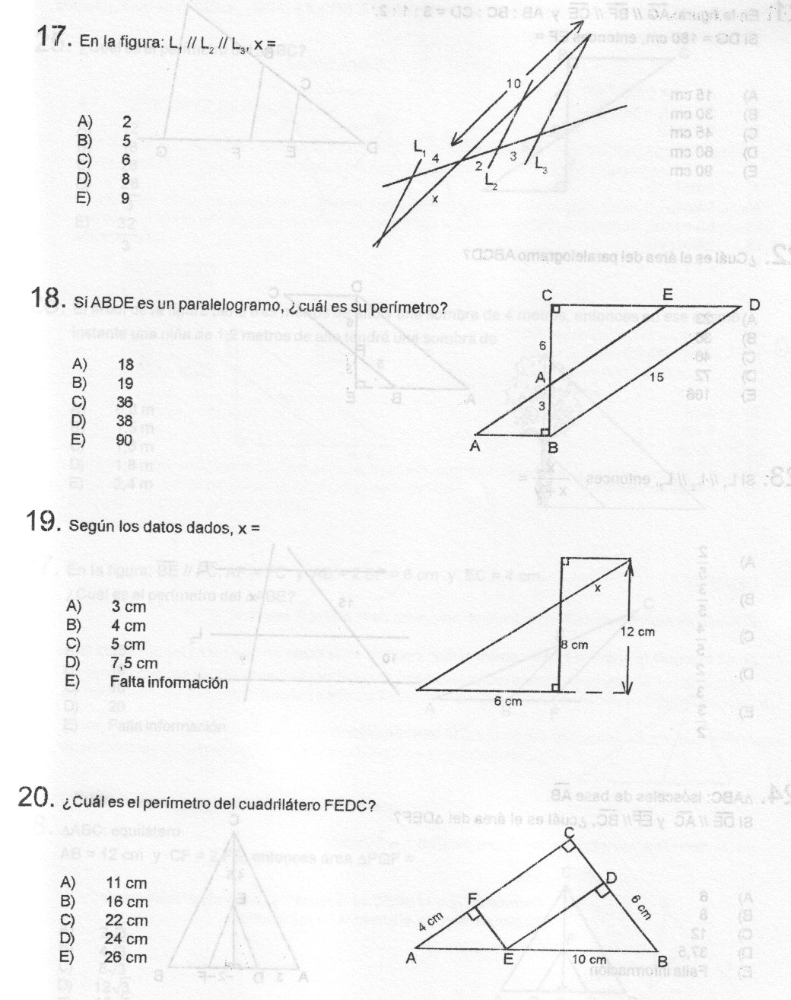 17. En la figura: L₁ // L₂ // L₃, x =
A) 2
B) 5
C) 6
D) 8
E) 9
10
L₁ 4
2
3
L₂
L₃
x
18. Si ABDE es un paralelogramo, ¿cuál es su perímetro?
A) 18
B) 19
C) 36
D) 38
E) 90
C E D
6
A
15
3
A B
19. Según los datos dados, x =
A) 3 cm
B) 4 cm
C) 5 cm
D) 7,5 cm
E) Falta información
x
12 cm
8 cm
6 cm
20. ¿Cuál es el perímetro del cuadrilátero FEDC?
A) 11 cm
B) 16 cm
C) 22 cm
D) 24 cm
E) 26 cm
C
D
F
6 cm
4 cm
A E 10 cm B